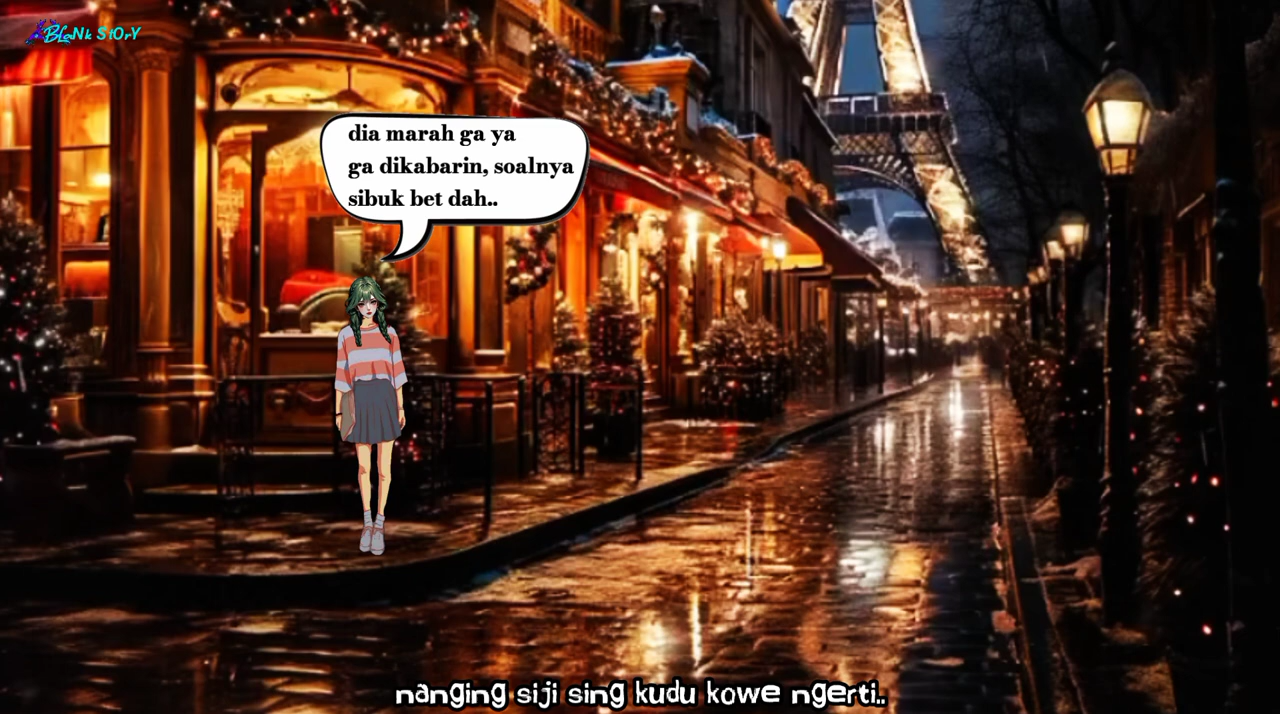 BLaNk StOrY
dia marah ga ya
ga dikabarin, soalnya
sibuk bet dah..
nanging siji sing kudu kowe ngerti..